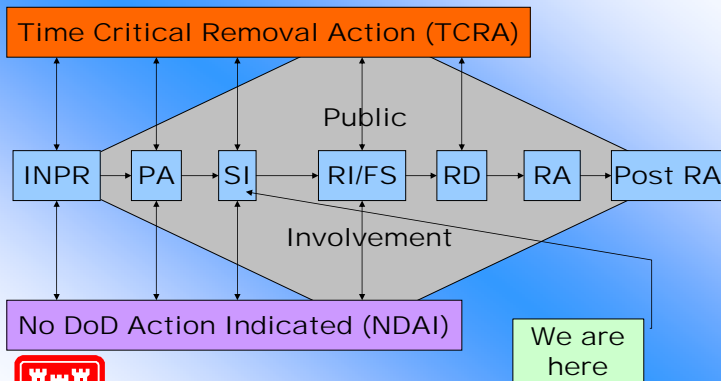 Time Critical Removal Action (TCRA)
Public
INPR PA SI RI/FS RD RA Post RA
Involvement
No DoD Action Indicated (NDAI)
We are
here